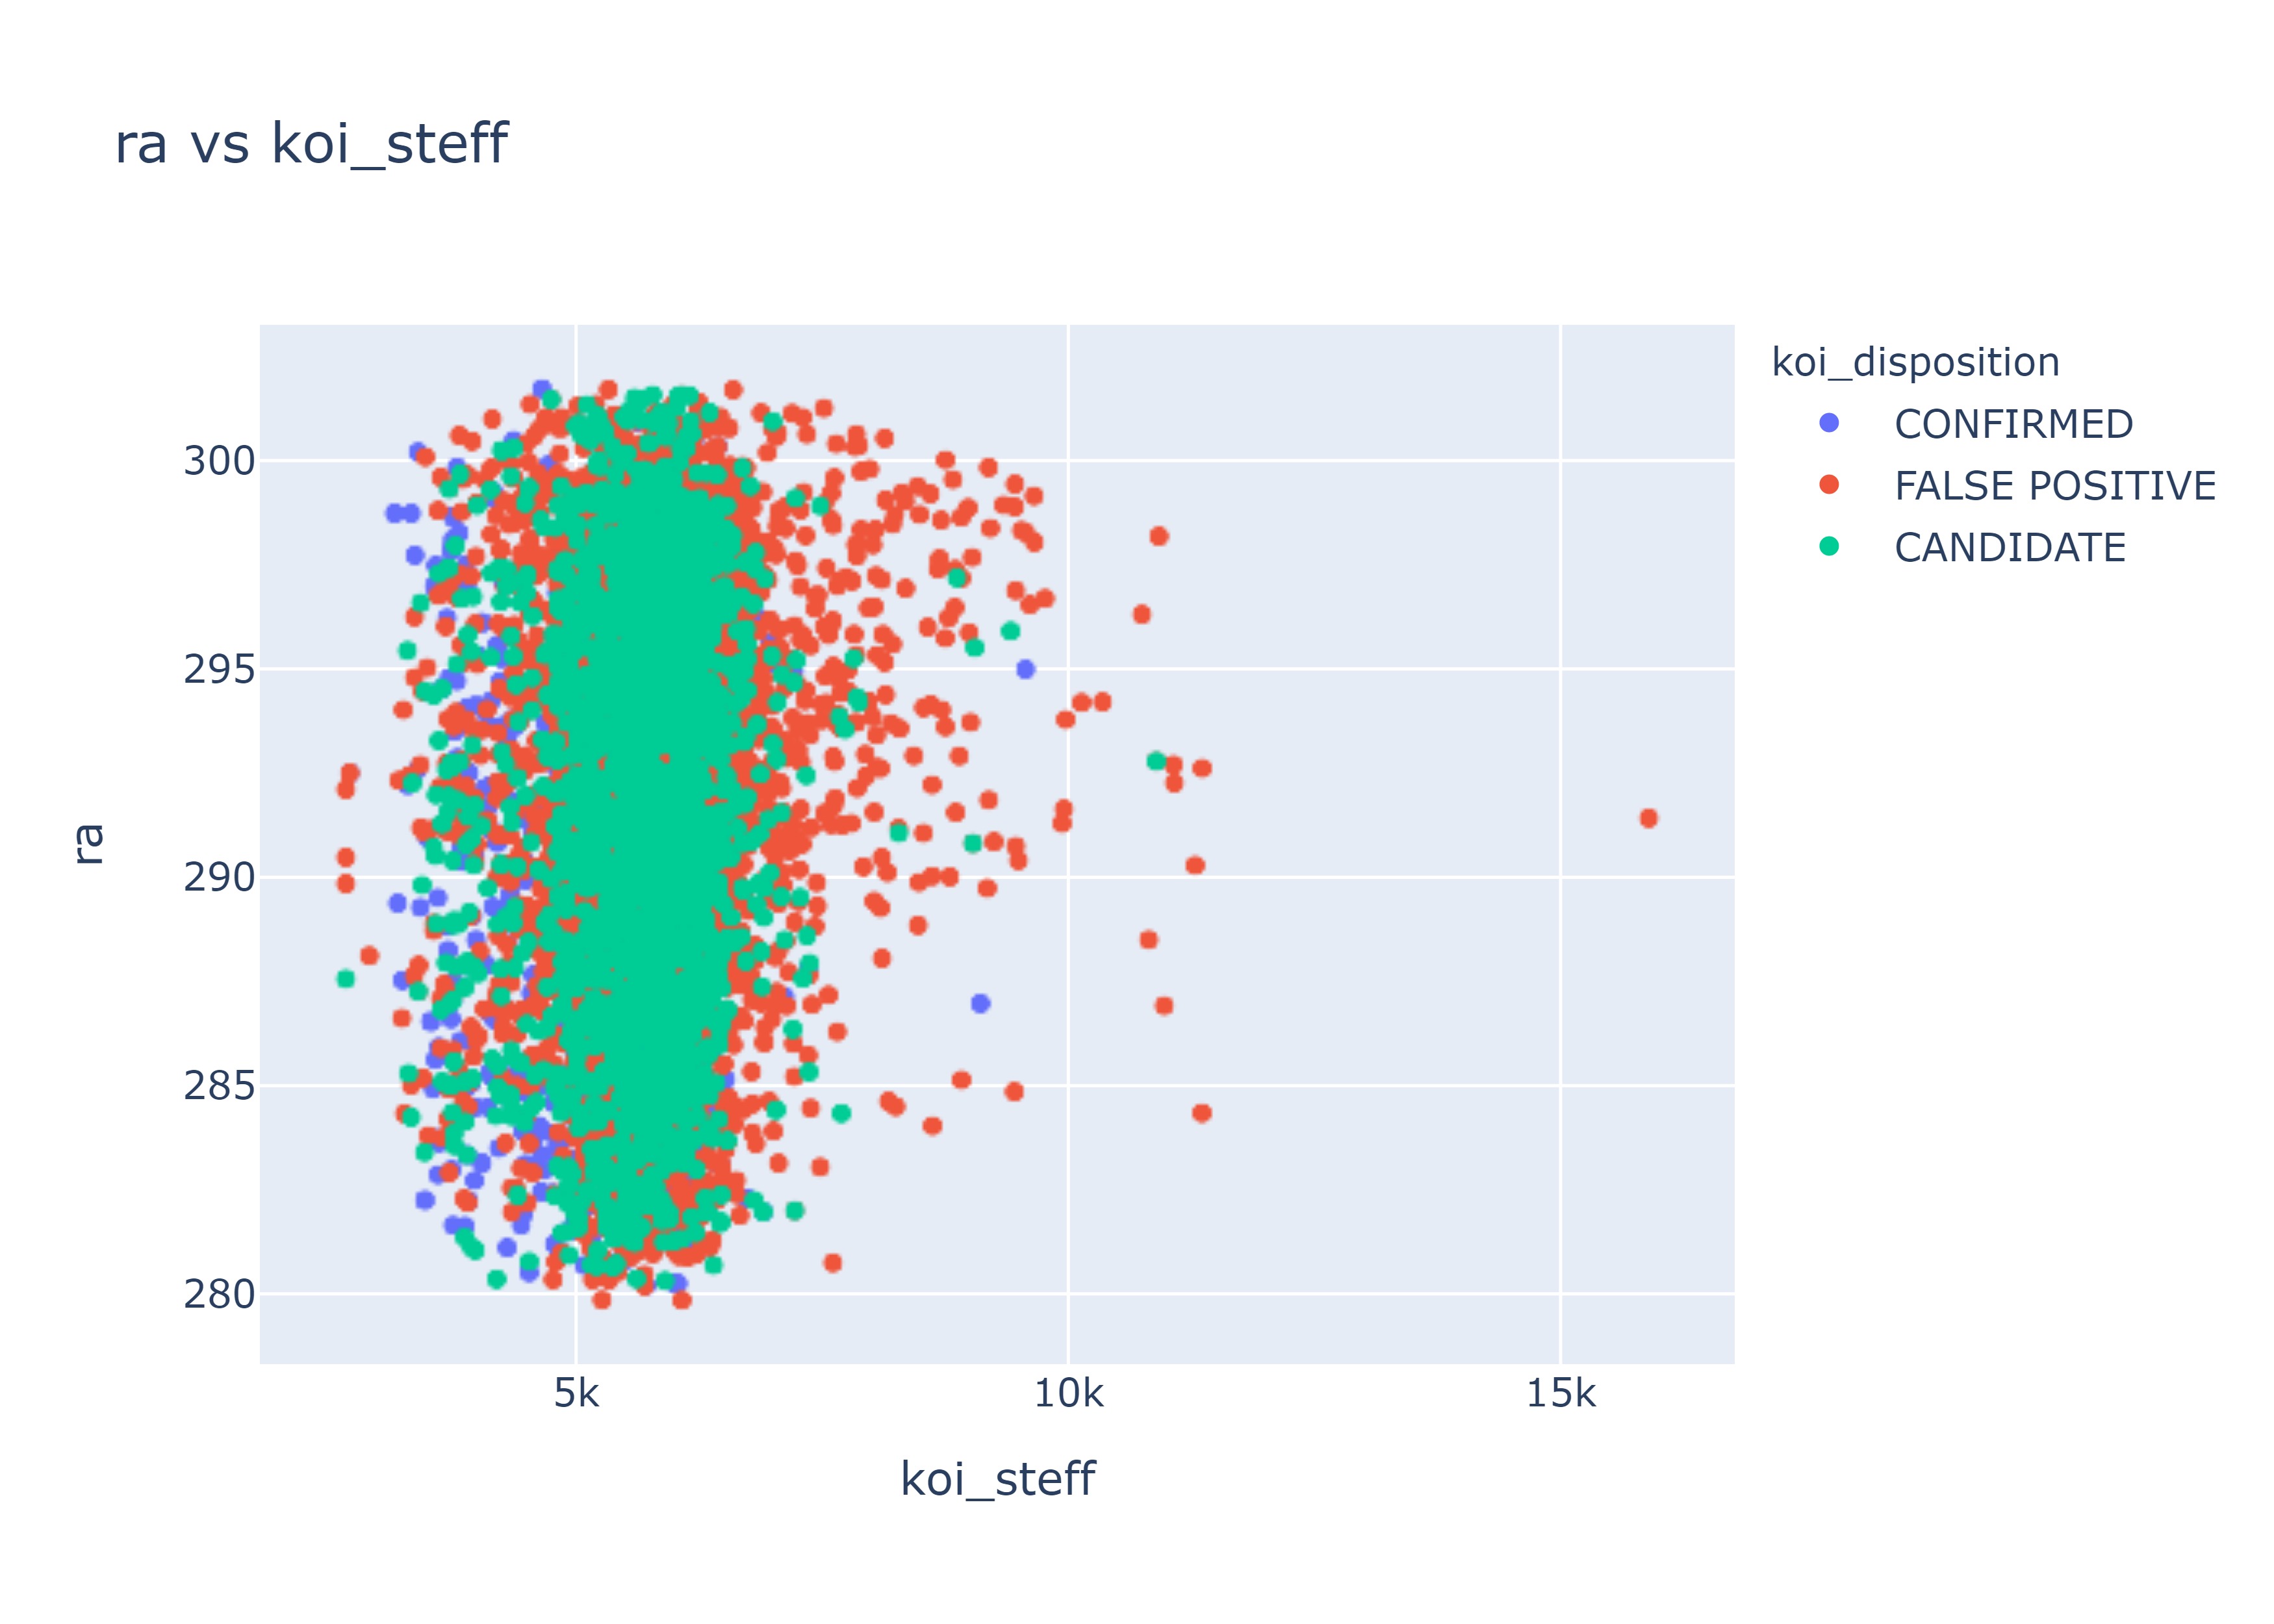 ra vs koi_steff
koi_disposition
CONFIRMED
FALSE POSITIVE
CANDIDATE
300
295
290
285
280
ra
5k 10k 15k
koi_steff